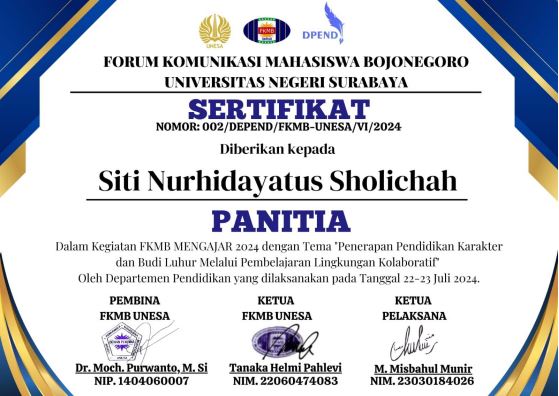 UNESA
FKMB
DPEND
FORUM KOMUNIKASI MAHASISWA BOJONEGORO
UNIVERSITAS NEGERI SURABAYA
SERTIFIKAT
NOMOR: 002/DEPEND/FKMB-UNESA/VI/2024
Diberikan kepada
Siti Nurhidayatus Sholichah
PANITIA
Dalam Kegiatan FKMB MENGAJAR 2024 dengan Tema "Penerapan Pendidikan Karakter
dan Budi Luhur Melalui Pembelajaran Lingkungan Kolaboratif"
Oleh Departemen Pendidikan yang dilaksanakan pada Tanggal 22-23 Juli 2024.
PEMBINA KETUA KETUA
FKMB UNESA FKMB UNESA PELAKSANA
Dr. Moch. Purwanto, M. Si Tanaka Helmi Pahlevi M. Misbahul Munir
NIP. 1404060007 NIM. 22060474083 NIM. 23030184026